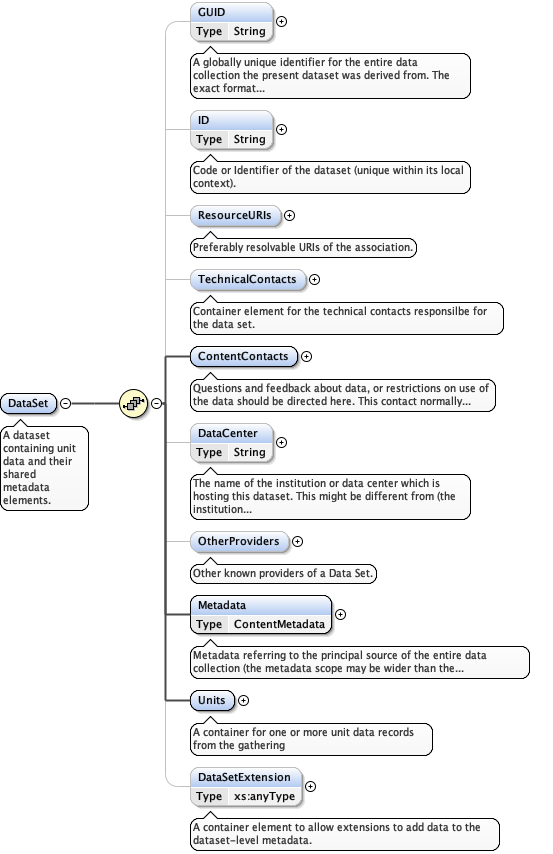 GUID
Type String
A globally unique identifier for the entire data
collection the present dataset was derived from. The
exact format...
ID
Type String
Code or Identifier of the dataset (unique within its local
context).
ResourceURIs
Preferably resolvable URIs of the association.
TechnicalContacts
Container element for the technical contacts responsilbe for
the data set.
ContentContacts
Questions and feedback about data, or restrictions on use of
the data should be directed here. This contact normally...
DataSet
A dataset
containing unit
data and their
shared
metadata
elements.
DataCenter
Type String
The name of the institution or data center which is
hosting this dataset. This might be different from (the
institution...
OtherProviders
Other known providers of a Data Set.
Metadata
Type ContentMetadata
Metadata referring to the principal source of the entire data
collection (the metadata scope may be wider than the...
Units
A container for one or more unit data records
from the gathering
DataSetExtension
Type xs:anyType
A container element to allow extensions to add data to the
dataset-level metadata.